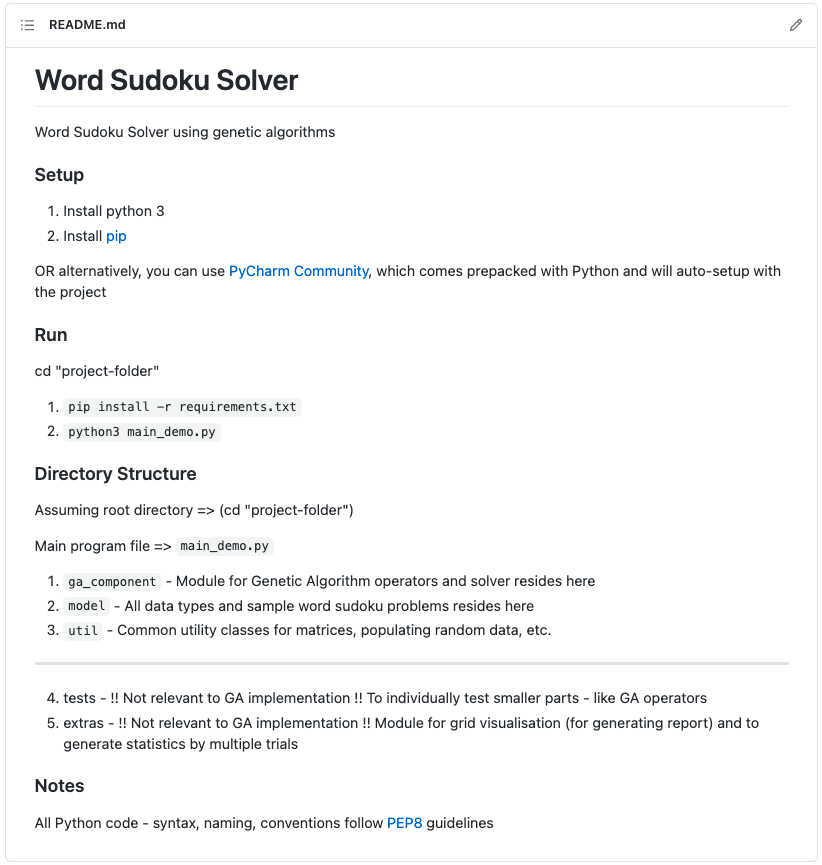 README.md
Word Sudoku Solver
Word Sudoku Solver using genetic algorithms
Setup
1. Install python 3
2. Install pip
OR alternatively, you can use PyCharm Community, which comes prepacked with Python and will auto-setup with
the project
Run
cd "project-folder"
1. pip install -r requirements.txt
2. python3 main_demo.py
Directory Structure
Assuming root directory => (cd "project-folder")
Main program file => main_demo.py
1. ga_component - Module for Genetic Algorithm operators and solver resides here
2. model - All data types and sample word sudoku problems resides here
3. util - Common utility classes for matrices, populating random data, etc.
4. tests - !! Not relevant to GA implementation !! To individually test smaller parts - like GA operators
5. extras - !! Not relevant to GA implementation !! Module for grid visualisation (for generating report) and to
generate statistics by multiple trials
Notes
All Python code - syntax, naming, conventions follow PEP8 guidelines